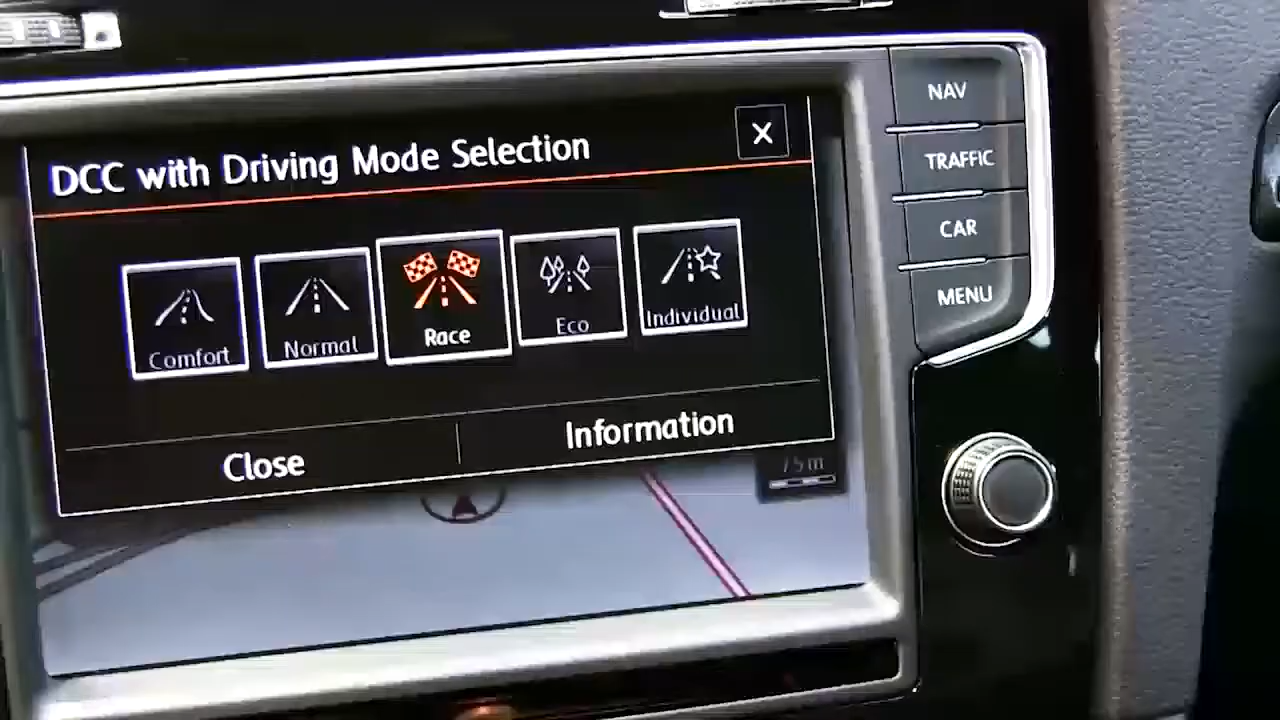 DCC with Driving Mode Selection
Comfort
Normal
Race
Eco
Individual
Close
Information
75 m
NAV
TRAFFIC
CAR
MENU